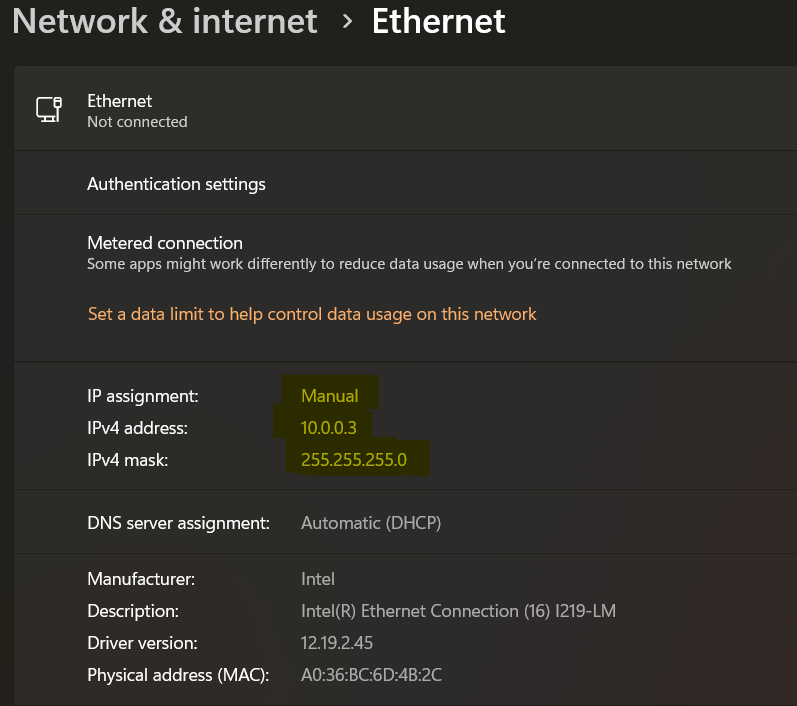 Network & internet > Ethernet
Ethernet
Not connected
Authentication settings
Metered connection
Some apps might work differently to reduce data usage when you're connected to this network
Set a data limit to help control data usage on this network
IP assignment: Manual
IPv4 address: 10.0.0.3
IPv4 mask: 255.255.255.0
DNS server assignment: Automatic (DHCP)
Manufacturer: Intel
Description: Intel(R) Ethernet Connection (16) I219-LM
Driver version: 12.19.2.45
Physical address (MAC): A0:36:BC:6D:4B:2C